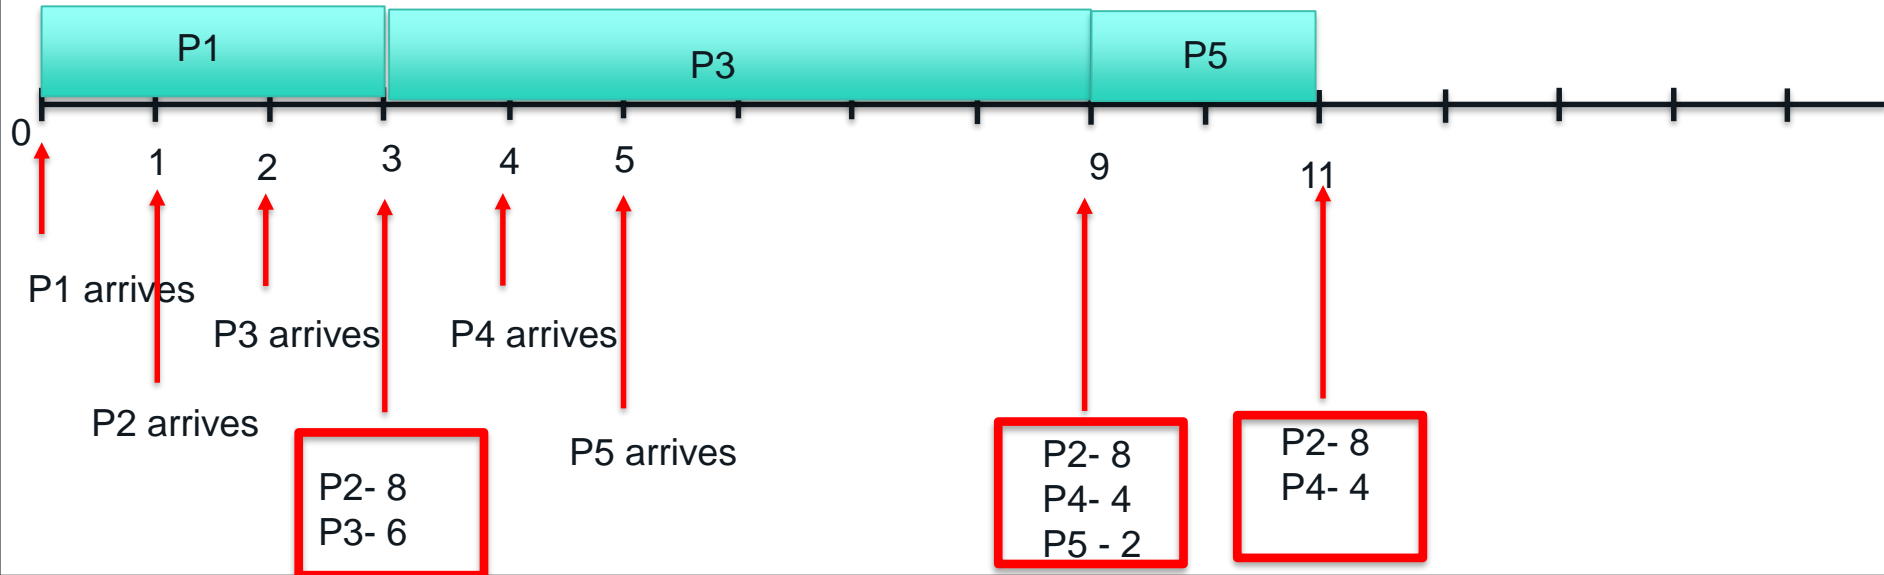 P1
P3
P5
0
1
2
3
4
5
9
11
P1 arrives
P3 arrives
P4 arrives
P2 arrives
P5 arrives
P2- 8
P3- 6
P2- 8
P4- 4
P5 - 2
P2- 8
P4- 4